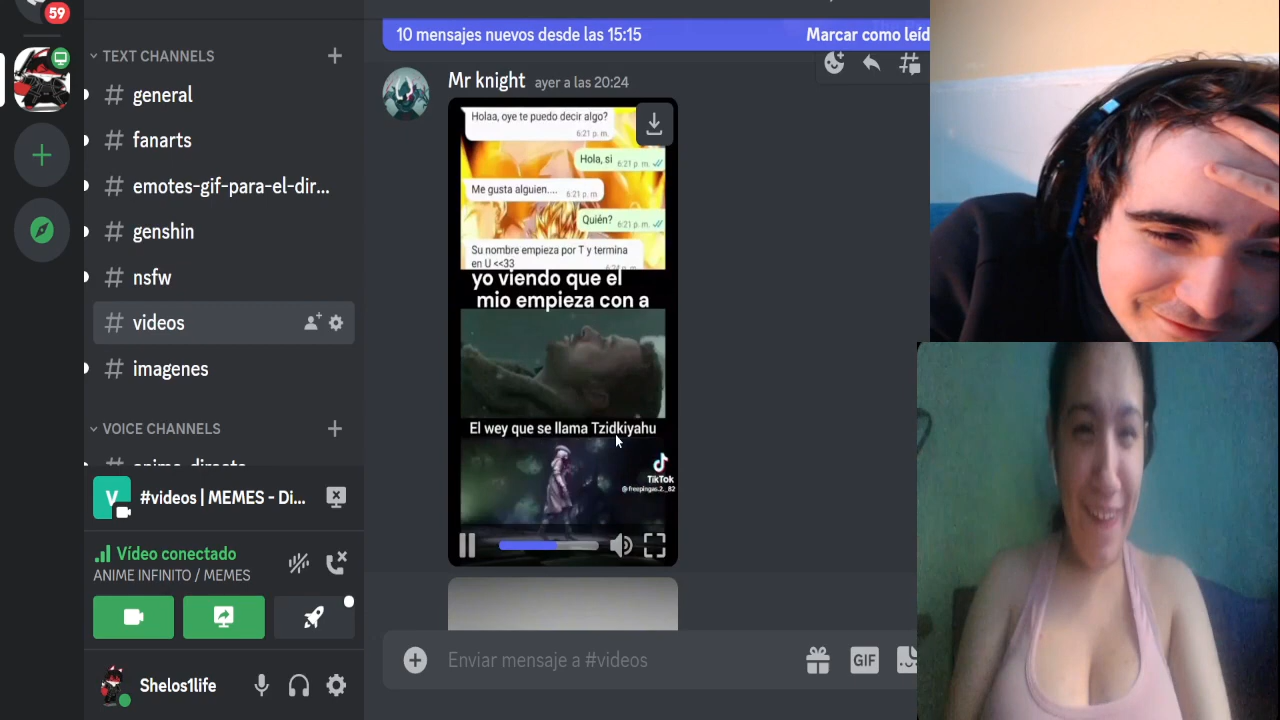 59
TEXT CHANNELS
general
fanarts
emotes-gif-para-el-dir...
genshin
nsfw
videos
imagenes
VOICE CHANNELS
V
#videos | MEMES - Di...
Vídeo conectado
ANIME INFINITO / MEMES
Shelos1life
10 mensajes nuevos desde las 15:15
Marcar como leíd
Mr knight ayer a las 20:24
Holaa, oye te puedo decir algo?
6:21 p. m.
Hola, si 6:21 p. m.
Me gusta alguien.... 6:21 p. m.
Quién? 6:21 p. m.
Su nombre empieza por T y termina
en U <<33
yo viendo que el
mio empieza con a
El wey que se llama Tzidkiyahu
TikTok
Enviar mensaje a #videos
GIF